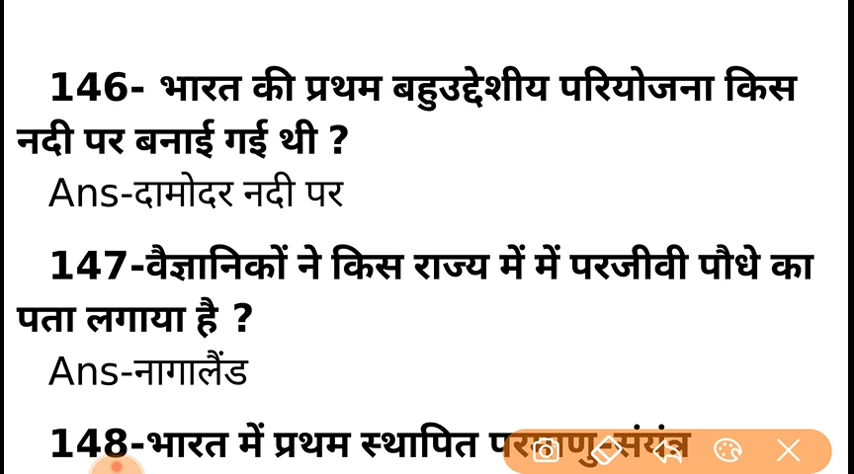 146- भारत की प्रथम बहुउद्देशीय परियोजना किस
नदी पर बनाई गई थी ?
Ans-दामोदर नदी पर
147-वैज्ञानिकों ने किस राज्य में में परजीवी पौधे का
पता लगाया है ?
Ans-नागालैंड
148-भारत में प्रथम स्थापित परमाणु-संयंत्र